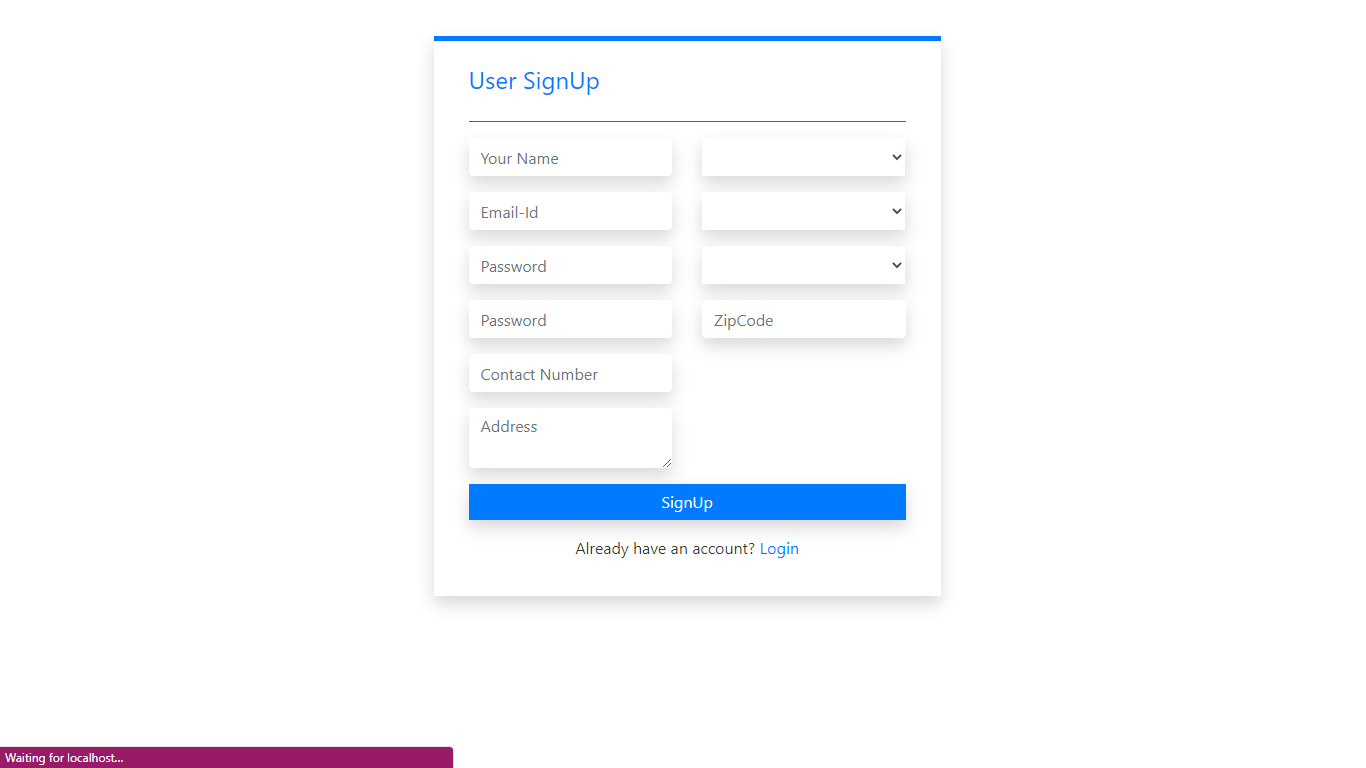 User SignUp
Your Name
Email-Id
Password
Password
ZipCode
Contact Number
Address
SignUp
Already have an account? Login
Waiting for localhost...